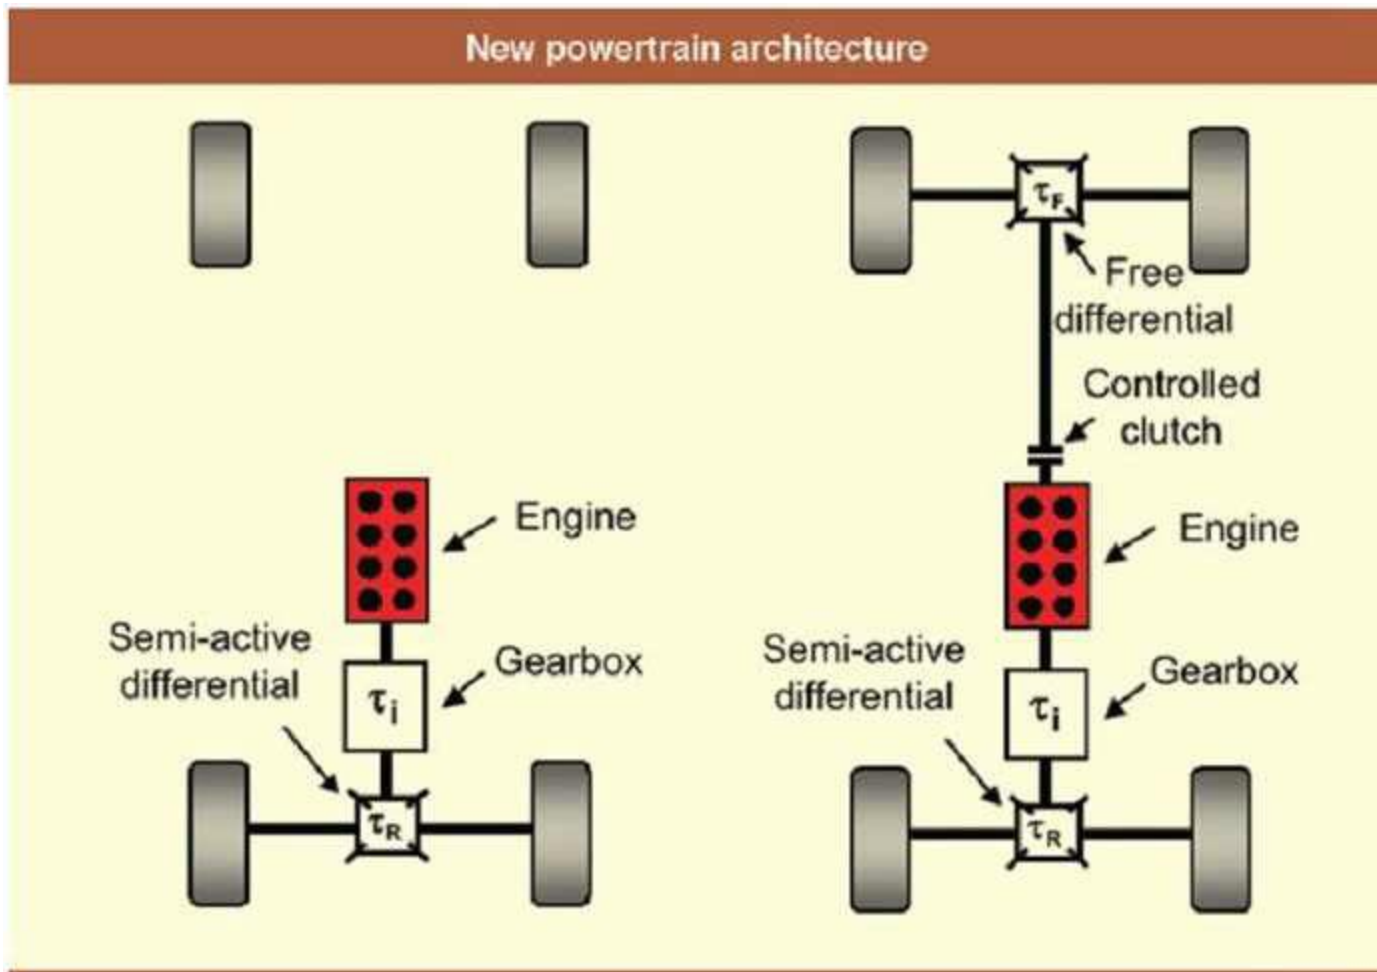 New powertrain architecture
τF
Free
differential
Controlled
clutch
Engine
Engine
Semi-active
differential
Gearbox
τi
τR
Semi-active
differential
Gearbox
τi
τR